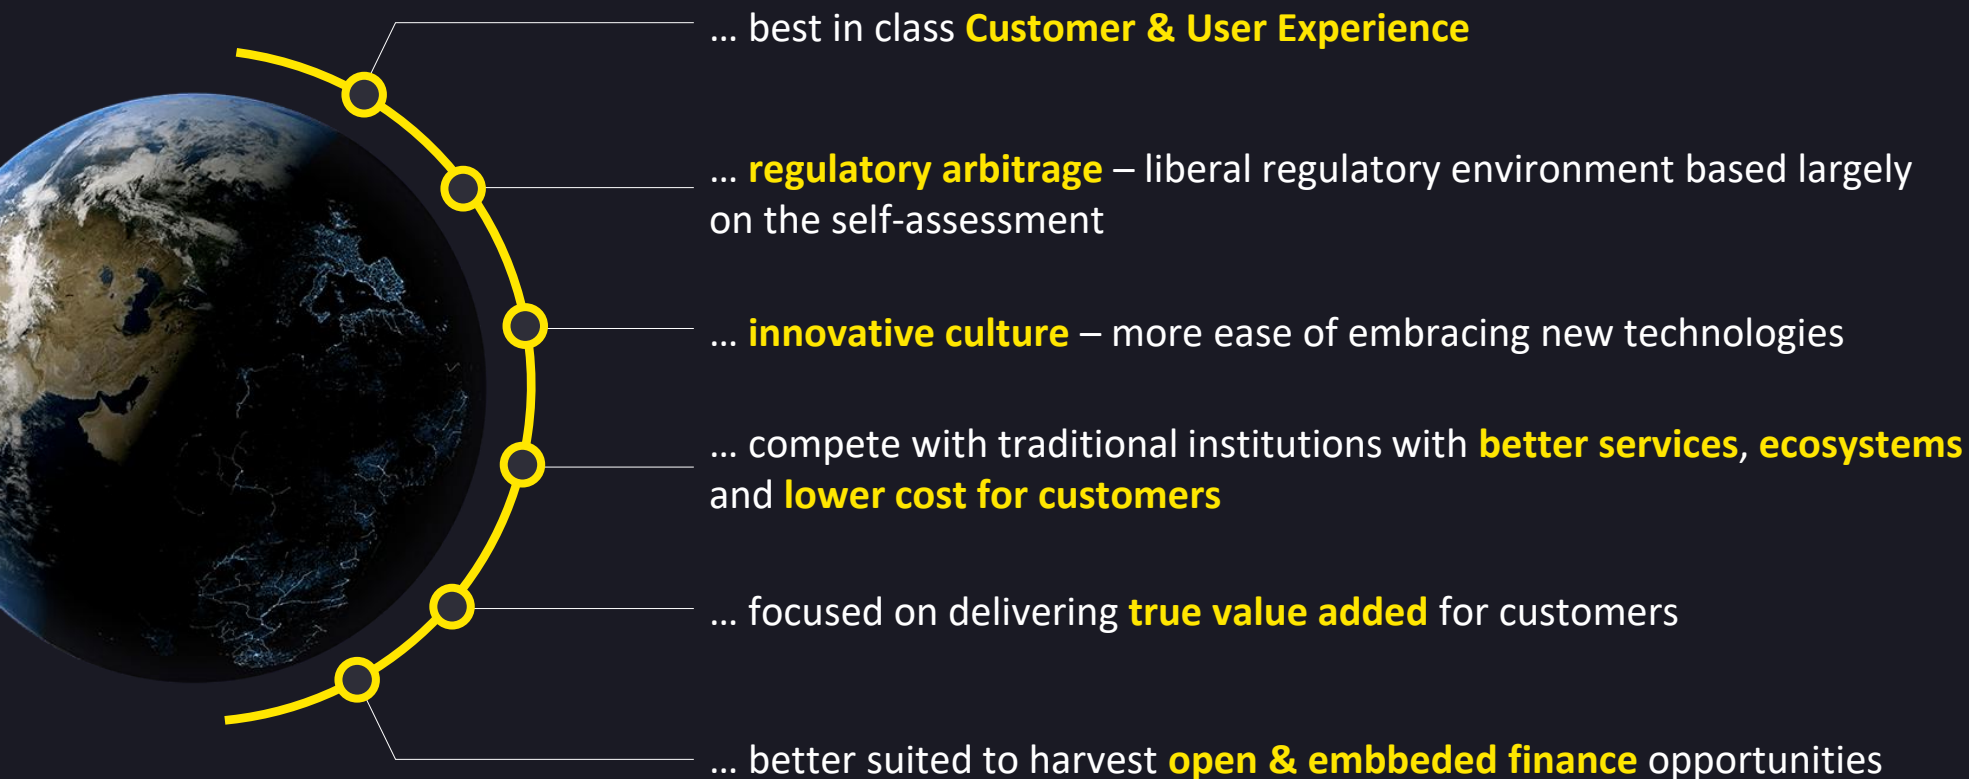 ... best in class Customer & User Experience
... regulatory arbitrage – liberal regulatory environment based largely
on the self-assessment
... innovative culture – more ease of embracing new technologies
... compete with traditional institutions with better services, ecosystems
and lower cost for customers
... focused on delivering true value added for customers
... better suited to harvest open & embbeded finance opportunities